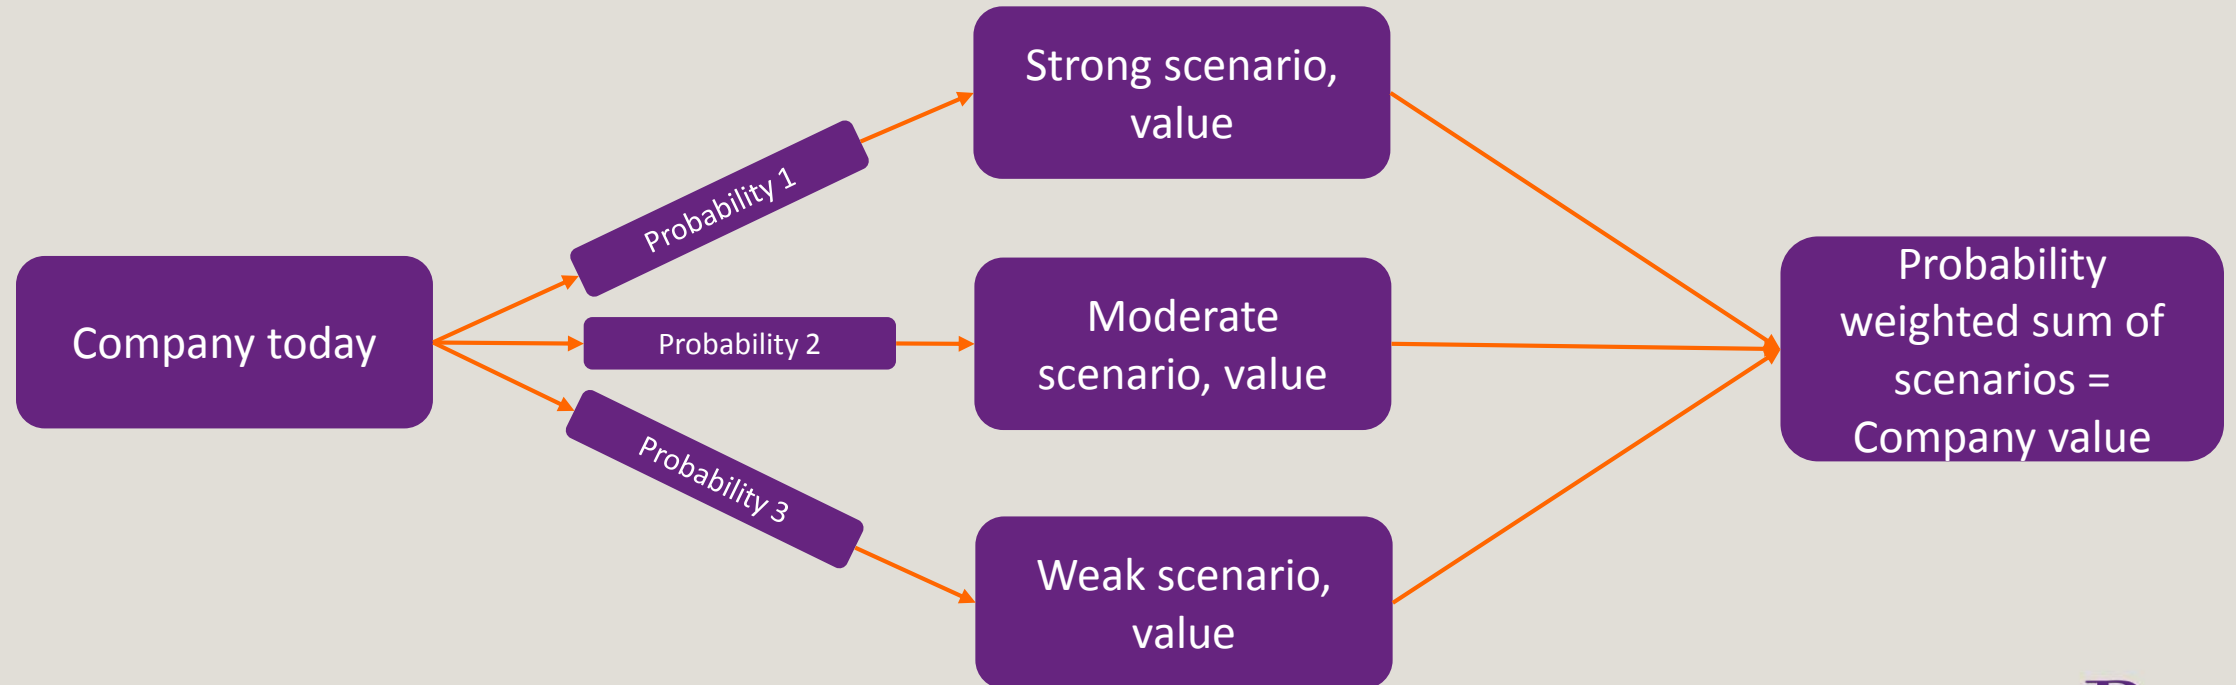 Company today
Probability 1
Probability 2
Probability 3
Strong scenario,
value
Moderate
scenario, value
Weak scenario,
value
Probability
weighted sum of
scenarios =
Company value